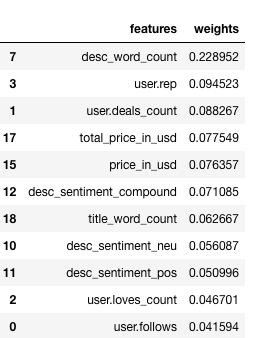 features weights
7 desc_word_count 0.228952
3 user.rep 0.094523
1 user.deals_count 0.088267
17 total_price_in_usd 0.077549
15 price_in_usd 0.076357
12 desc_sentiment_compound 0.071085
18 title_word_count 0.062667
10 desc_sentiment_neu 0.056087
11 desc_sentiment_pos 0.050996
2 user.loves_count 0.046701
0 user.follows 0.041594